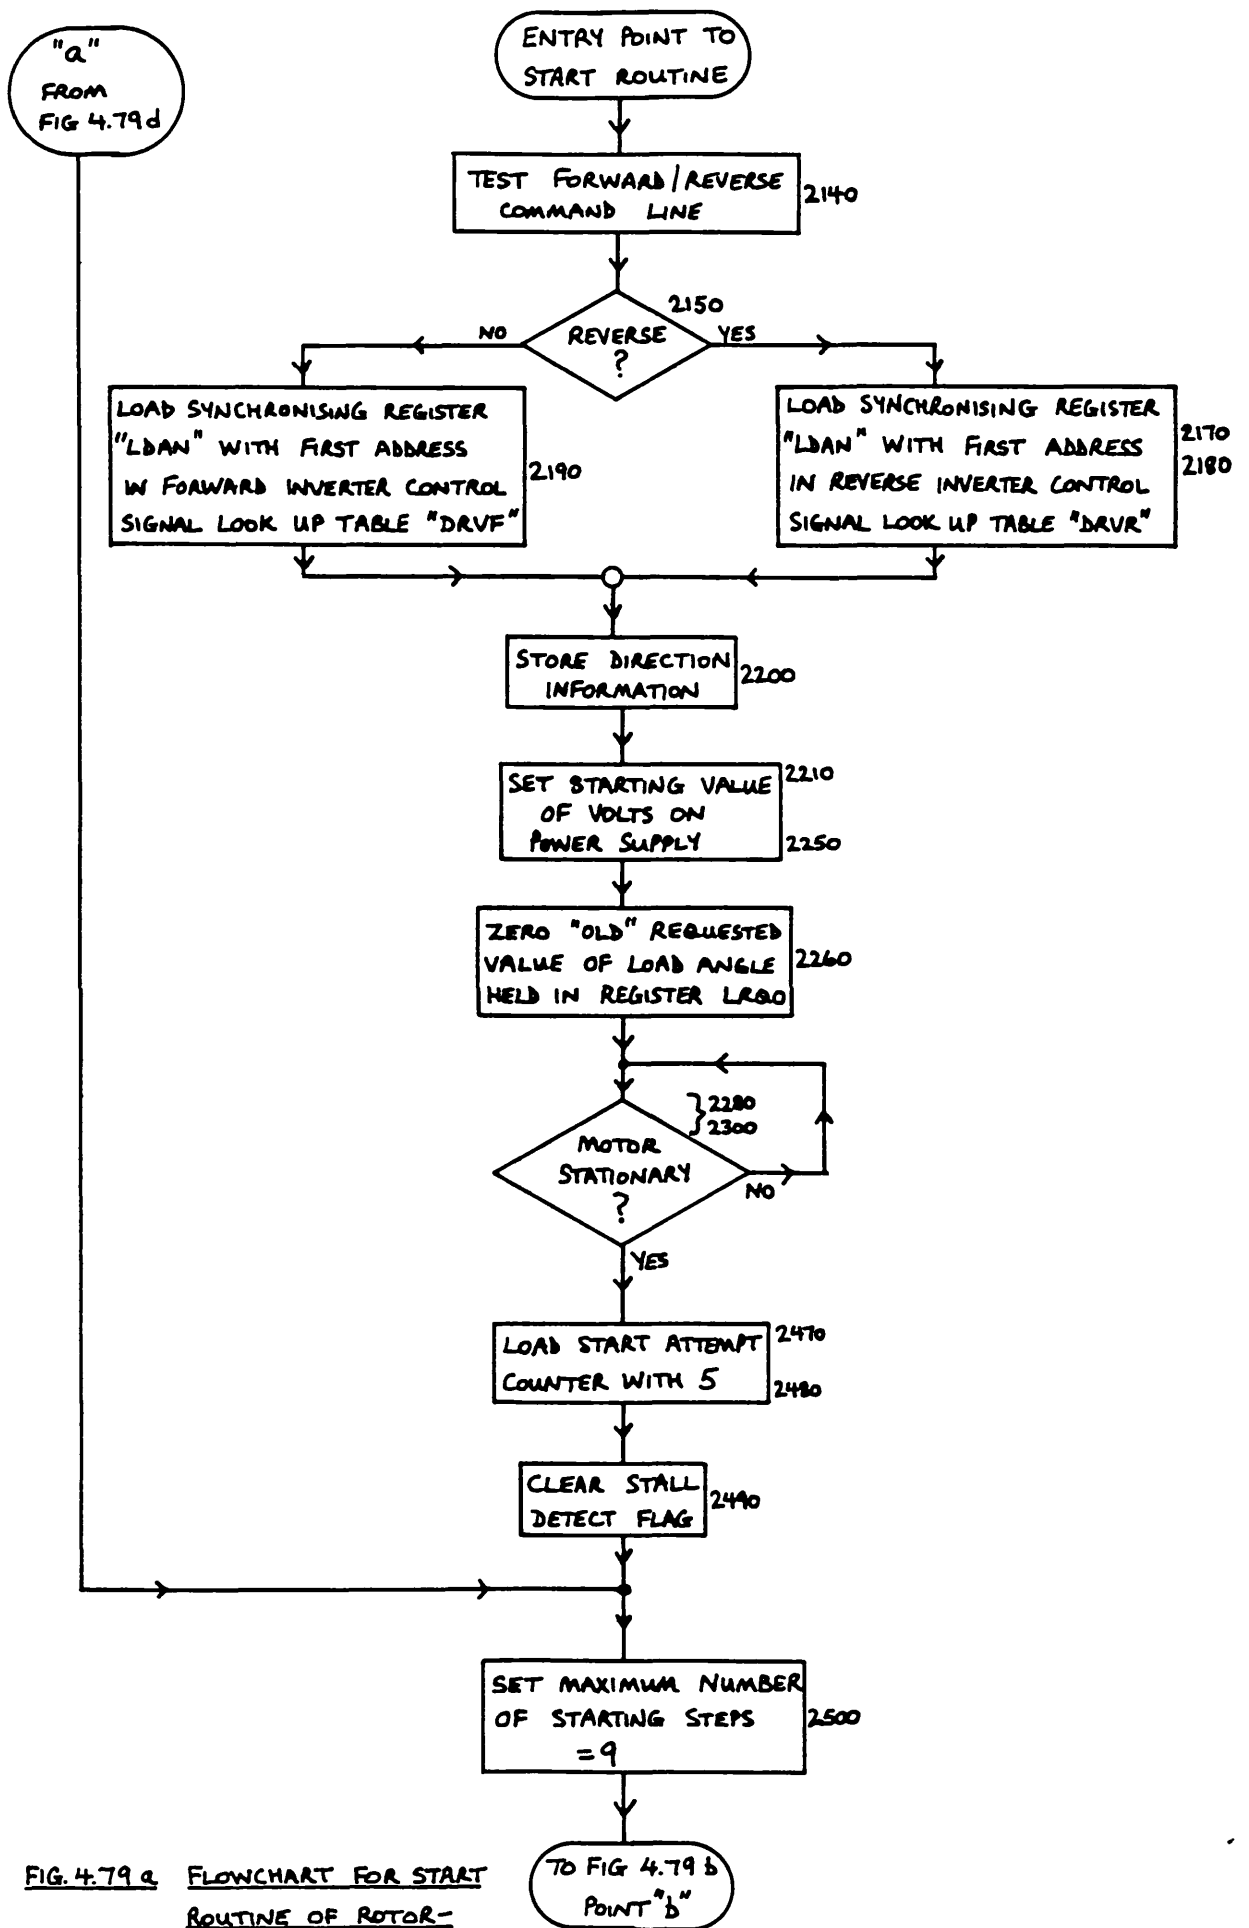 "a"
FROM
FIG 4.79d
ENTRY POINT TO
START ROUTINE
TEST FORWARD/REVERSE
COMMAND LINE
2140
2150
REVERSE
?
NO
YES
LOAD SYNCHRONISING REGISTER
"LDAN" WITH FIRST ADDRESS
IN FORWARD INVERTER CONTROL
SIGNAL LOOK UP TABLE "DRVF"
2190
LOAD SYNCHRONISING REGISTER
"LDAN" WITH FIRST ADDRESS
IN REVERSE INVERTER CONTROL
SIGNAL LOOK UP TABLE "DRVR"
2170
2180
STORE DIRECTION
INFORMATION
2200
SET STARTING VALUE
OF VOLTS ON
POWER SUPPLY
2210
2250
ZERO "OLD" REQUESTED
VALUE OF LOAD ANGLE
HELD IN REGISTER LRQO
2260
MOTOR
STATIONARY
?
}2280
2300
NO
YES
LOAD START ATTEMPT
COUNTER WITH 5
2470
2480
CLEAR STALL
DETECT FLAG
2490
SET MAXIMUM NUMBER
OF STARTING STEPS
=9
2500
TO FIG 4.79 b
POINT "b"
FIG. 4.79 a FLOWCHART FOR START
ROUTINE OF ROTOR-